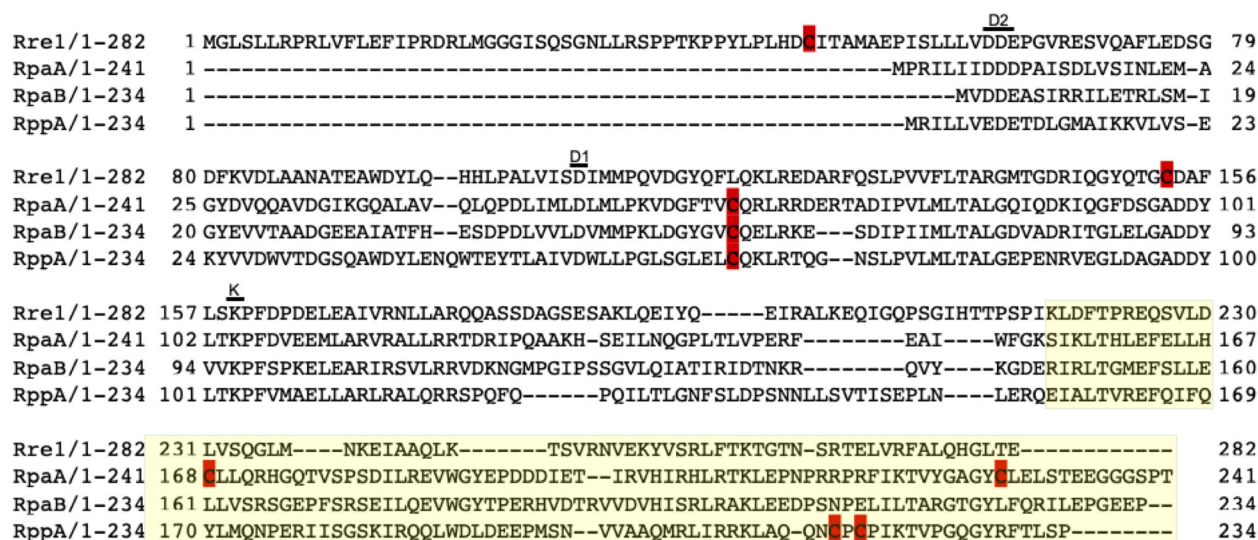 D2
Rre1/1-282 1 MGLSLLRPRLVFLEFIPRDRLMGGGISQSGNLLRSPPTKPPYLPLHDCITAMAEPISLLLVDDEPGVRESVQAFLEDSG 79
RpaA/1-241 1 ------------------------------------------------------MPRILIIDDDPAISDLVSINLEM-A 24
RpaB/1-234 1 -----------------------------------------------------------MVDDEASIRRILETRLSM-I 19
RppA/1-234 1 -------------------------------------------------------MRILLVEDETDLGMAIKKVLVS-E 23
D1
Rre1/1-282 80 DFKVDLAANATEAWDYLQ--HHLPALVISDIMMPQVDGYQFLQKLREDARFQSLPVVFLTARGMTGDRIQGYQTGCDAF 156
RpaA/1-241 25 GYDVQQAVDGIKGQALAV--QLQPDLIMLDLMLPKVDGFTVCQRLRRDERTADIPVLMLTALGQIQDKIQGFDSGADDY 101
RpaB/1-234 20 GYEVVTAADGEEAIATFH--ESDPDLVVLDVMMPKLDGYGVCQELRKE---SDIPIIMLTALGDVADRITGLELGADDY 93
RppA/1-234 24 KYVVDWVTDGSQAWDYLENQWTEYTLAIVDWLLPGLSGLELCQKLRTQG--NSLPVLMLTALGEPENRVEGLDAGADDY 100
K
Rre1/1-282 157 LSKPFDPDELEAIVRNLLARQQASSDAGSESAKLQEIYQ-----EIRALKEQIGQPSGIHTTPSPIKLDFTPREQSVLD 230
RpaA/1-241 102 LTKPFDVEEMLARVRALLRRTDRIPQAAKH-SEILNQGPLTLVPERF--------EAI---WFGKSIKLTHLEFELLH 167
RpaB/1-234 94 VVKPFSPKELEARIRSVLRRVDKNGMPGIPSSGVLQIATIRIDTNKR--------QVY---KGDERIRLTGMEFSLLE 160
RppA/1-234 101 LTKPFVMAELLARLRALQRRSPQFQ------PQILTLGNFSLDPSNNLLSVTISEPLN----LERQEIALTVREFQIFQ 169
Rre1/1-282 231 LVSQGLM----NKEIAAQLK-------TSVRNVEKYVSRLFTKTGTN-SRTELVRFALQHGLTE------------ 282
RpaA/1-241 168 CLLQRHGQTVSPSDILREVWGYEPDDDIET--IRVHIRHLRTKLEPNPRRPRFIKTVYGAGYCLELSTEEGGGSPT 241
RpaB/1-234 161 LLVSRSGEPFSRSEILQEVWGYTPERHVDTRVVDVHISRLRAKLEEDPSNPELILTARGTGYLFQRILEPGEEP-- 234
RppA/1-234 170 YLMQNPERIISGSKIRQQLWDLDEEPMSN--VVAAQMRLIRRKLAQ-QNCPCPIKTVPGQGYRFTLSP-------- 234